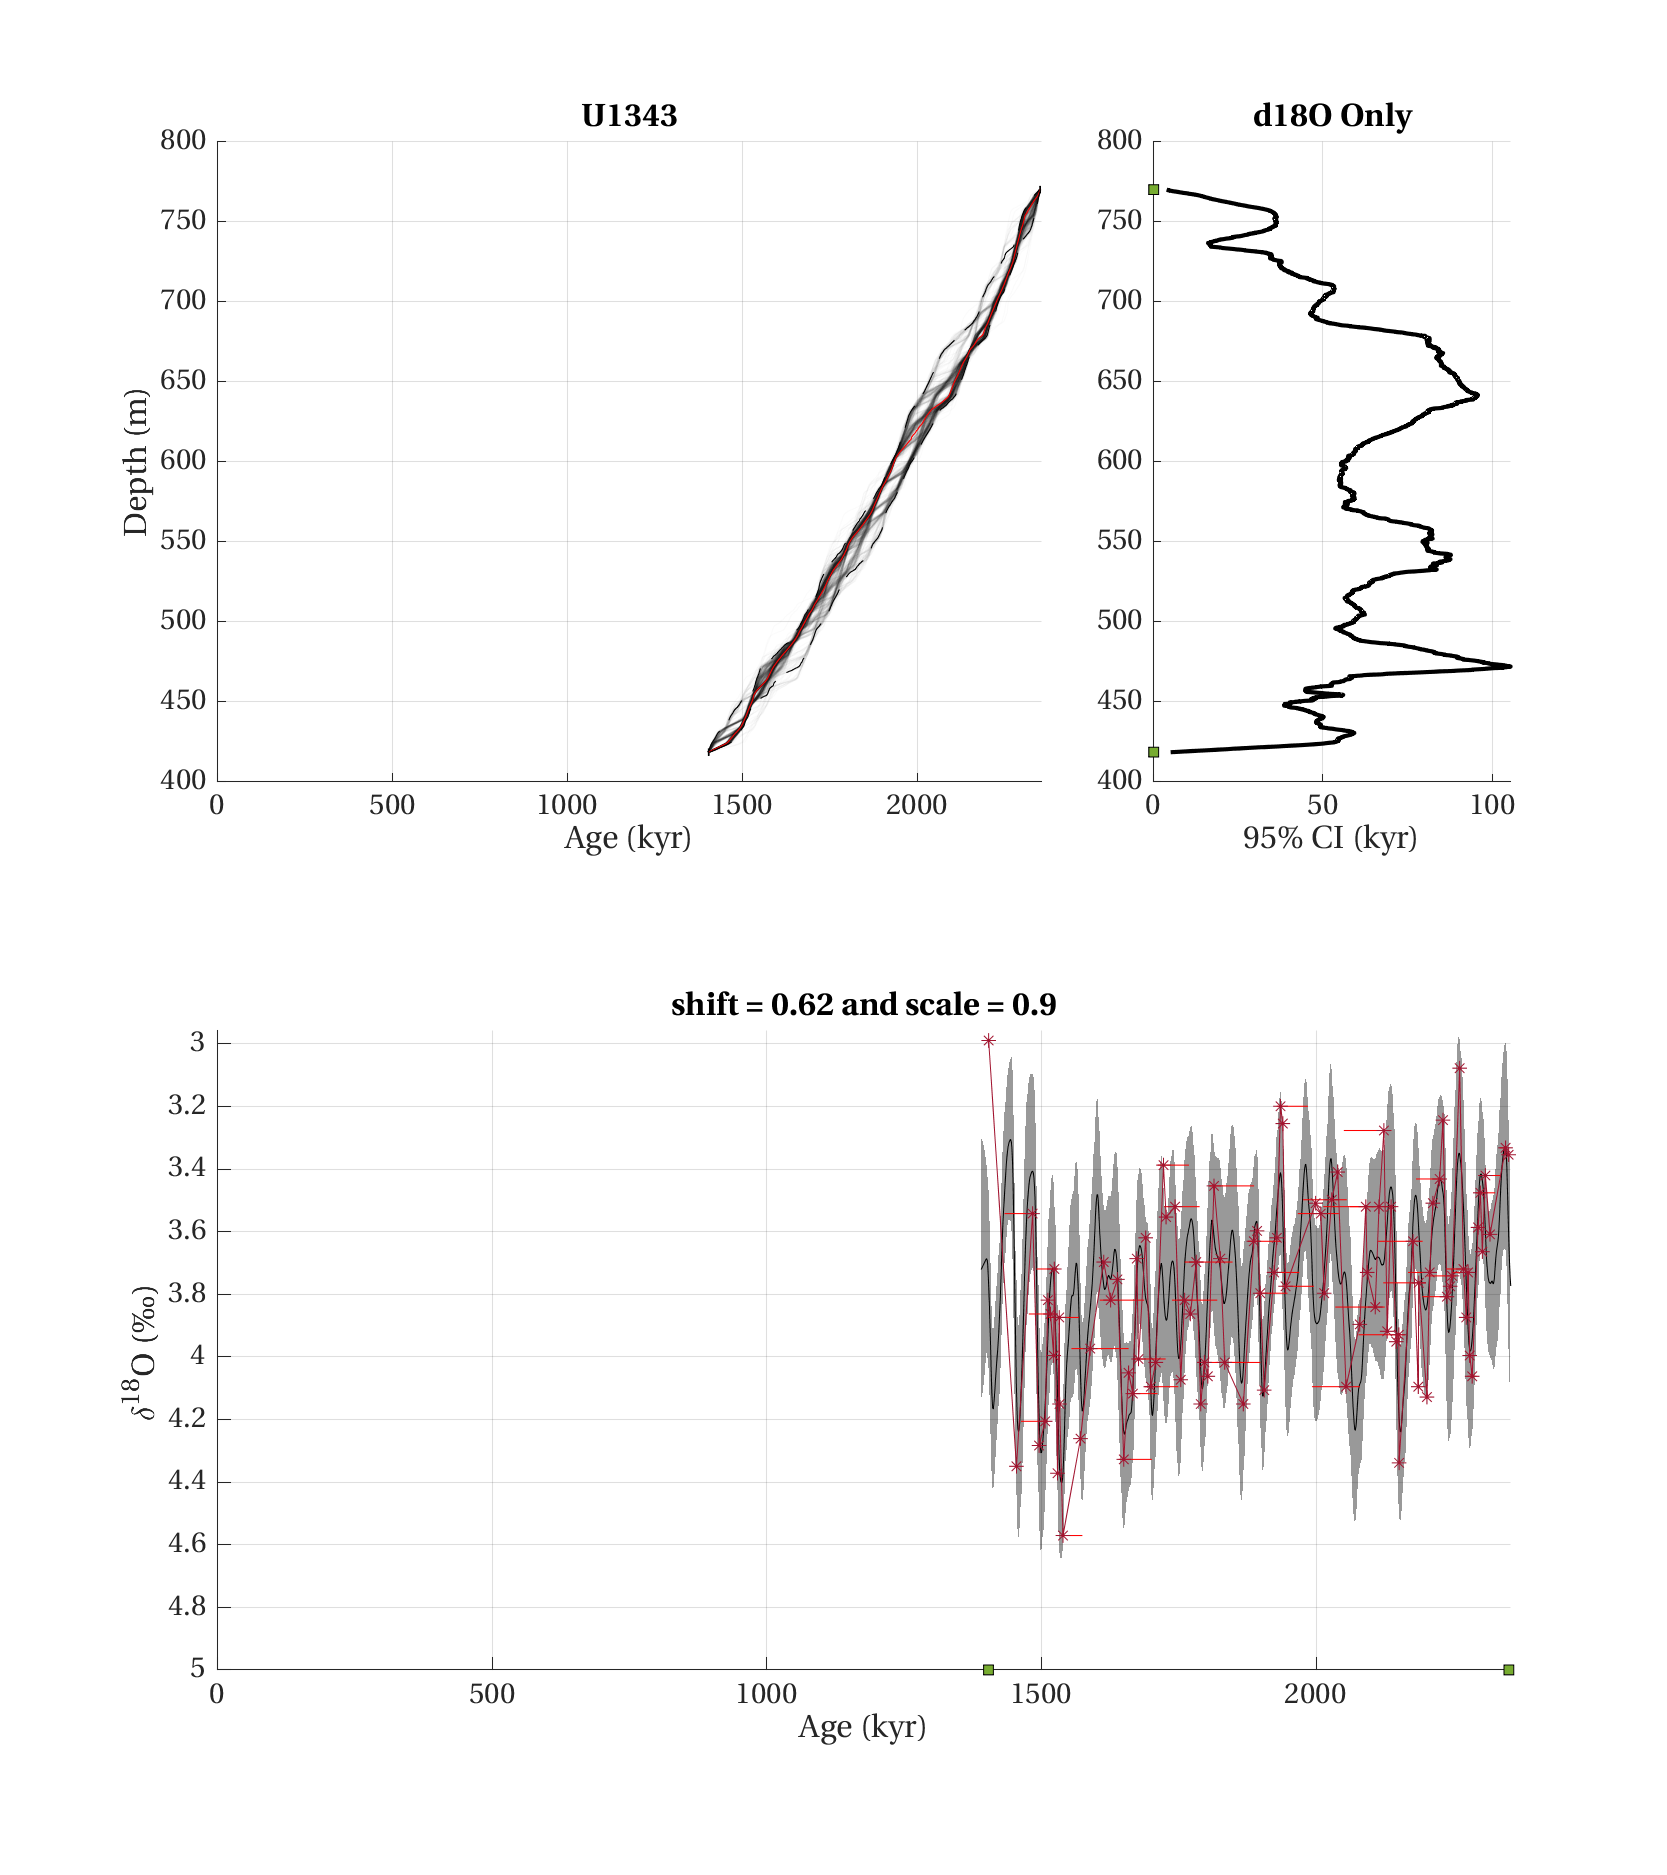 U1343
800
750
700
650
600
550
500
450
400
0 500 1000 1500 2000
Depth (m)
Age (kyr)
d18O Only
800
750
700
650
600
550
500
450
400
0 50 100
95% CI (kyr)
shift = 0.62 and scale = 0.9
3
3.2
3.4
3.6
3.8
4
4.2
4.4
4.6
4.8
5
0 500 1000 1500 2000
δ¹⁸O (‰)
Age (kyr)